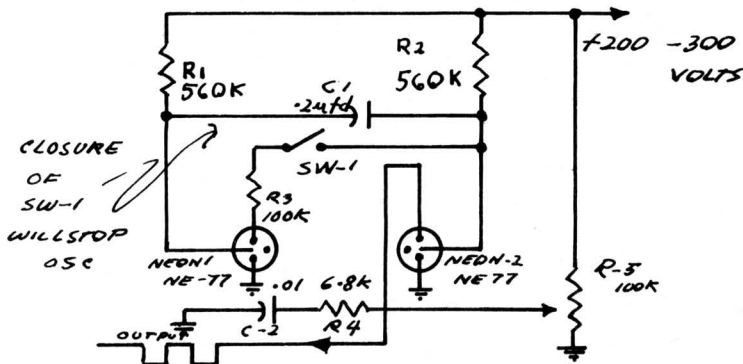 R1
560K
R2
560K
+200 -300
VOLTS
C1
.2mfd
CLOSURE
OF
SW-1
WILL STOP
OSC
SW-1
R3
100K
NEON1
NE-77
NEON-2
NE77
R-5
100K
.01
6.8K
C-2
R4
OUTPUT